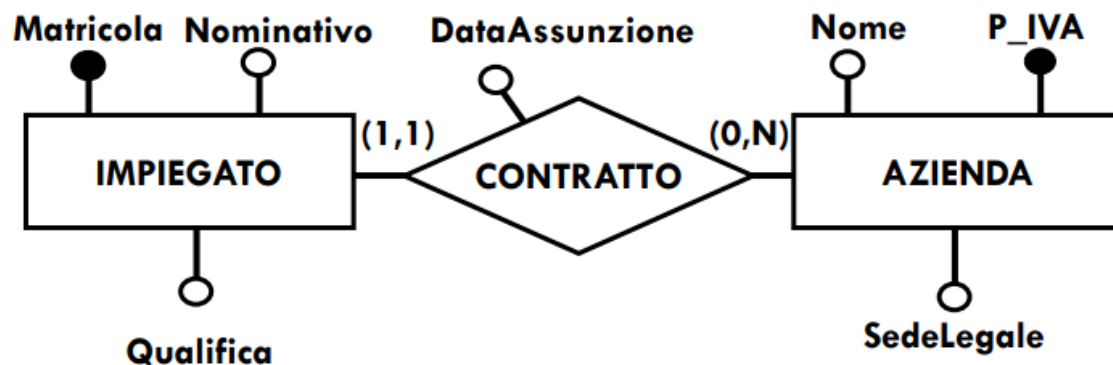 Matricola Nominativo DataAssunzione Nome P_IVA
(1,1) (0,N)
IMPIEGATO CONTRATTO AZIENDA
Qualifica SedeLegale